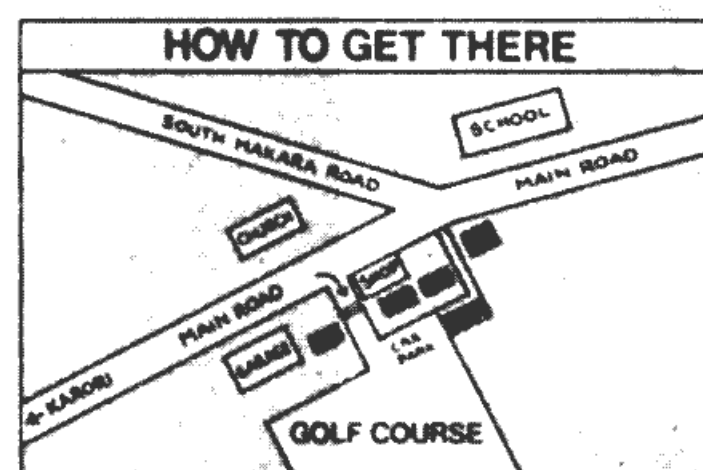 HOW TO GET THERE
SCHOOL
SOUTH MAKARA ROAD
MAIN ROAD
CHURCH
SHOP
MAIN ROAD
GARAGE
CAR
PARK
KARORI
GOLF COURSE